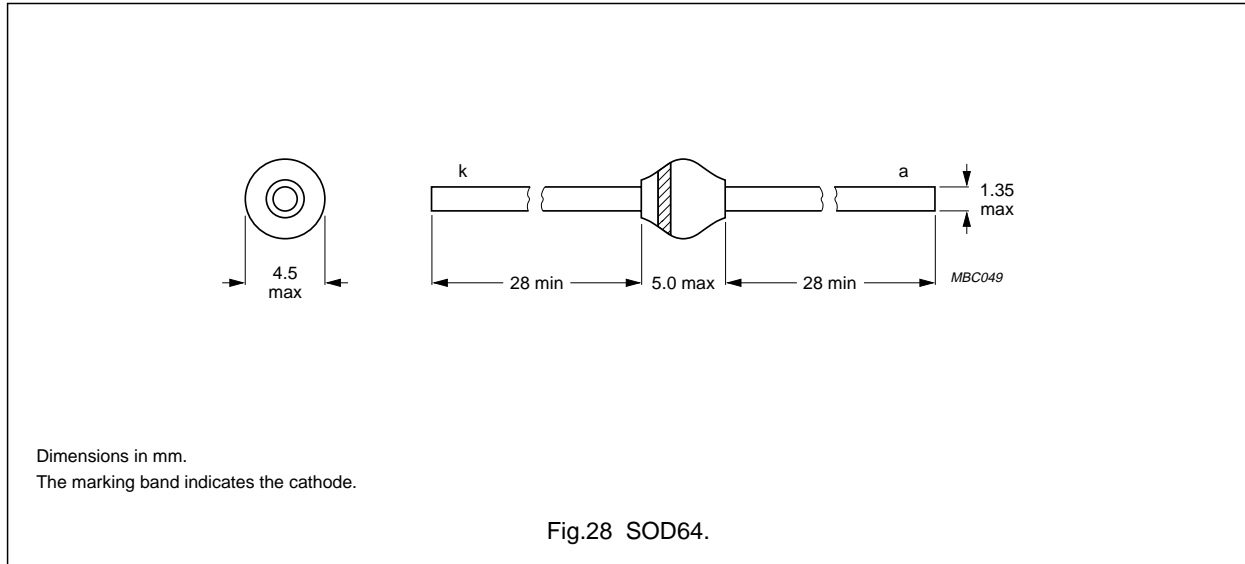 k
a
1.35
max
4.5
max
28 min
5.0 max
28 min
MBC049
Dimensions in mm.
The marking band indicates the cathode.
Fig.28 SOD64.